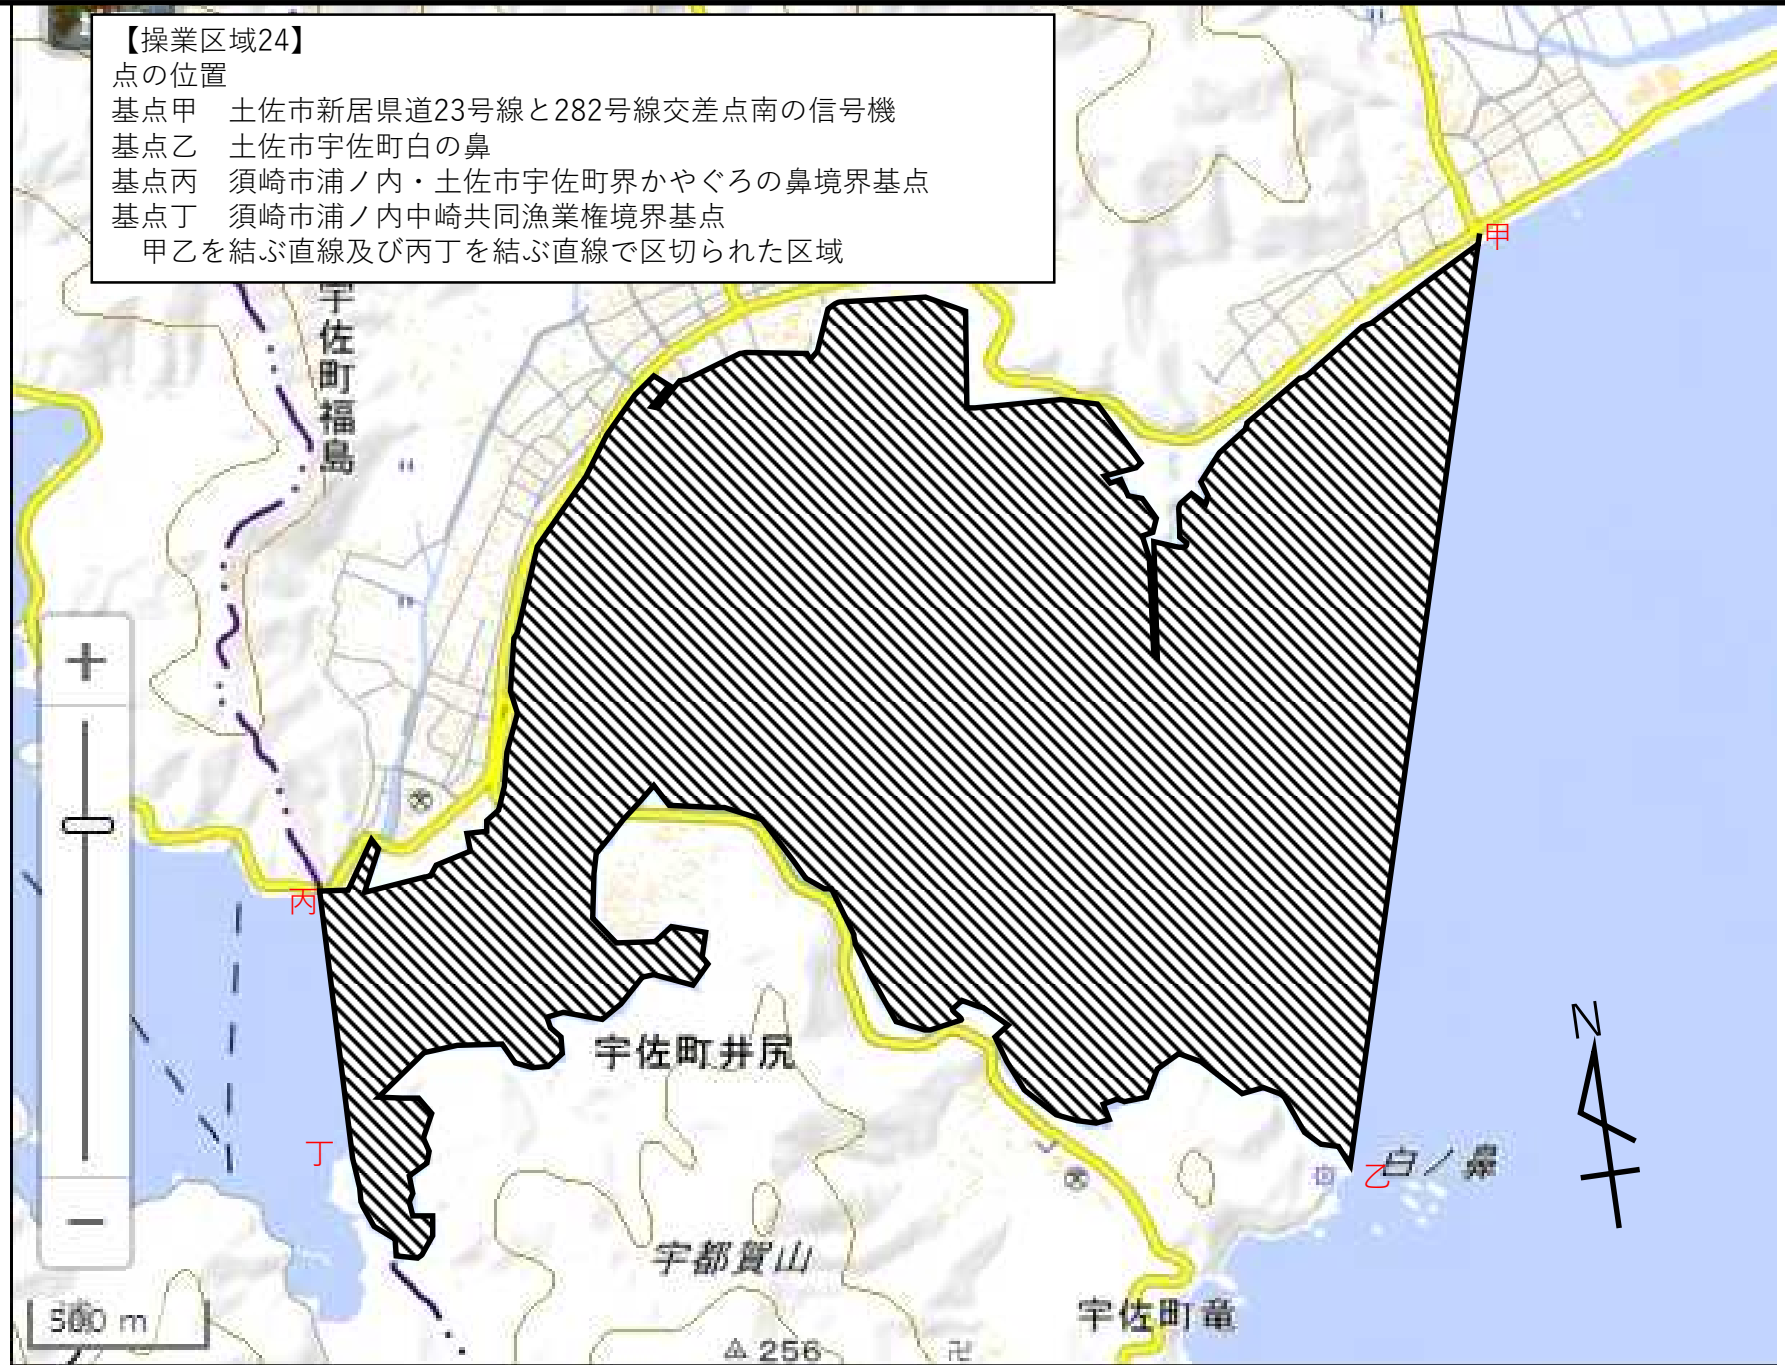 【操業区域24】
点の位置
基点甲　土佐市新居県道23号線と282号線交差点南の信号機
基点乙　土佐市宇佐町白の鼻
基点丙　須崎市浦ノ内・土佐市宇佐町界かやぐろの鼻境界基点
基点丁　須崎市浦ノ内中崎共同漁業権境界基点
甲乙を結ぶ直線及び丙丁を結ぶ直線で区切られた区域
甲
宇佐町福島
+
丙
宇佐町井尻
N
丁
乙
白ノ鼻
−
宇都賀山
宇佐町竜
500 m
256